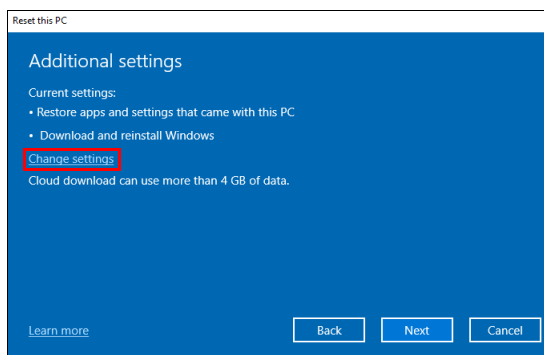 Reset this PC
Additional settings
Current settings:
• Restore apps and settings that came with this PC
• Download and reinstall Windows
Change settings
Cloud download can use more than 4 GB of data.
Learn more
Back
Next
Cancel